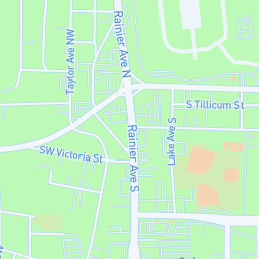 Taylor Ave NW
Rainier Ave N
S Tillicum St
Lake Ave S
SW Victoria St
Rainier Ave S